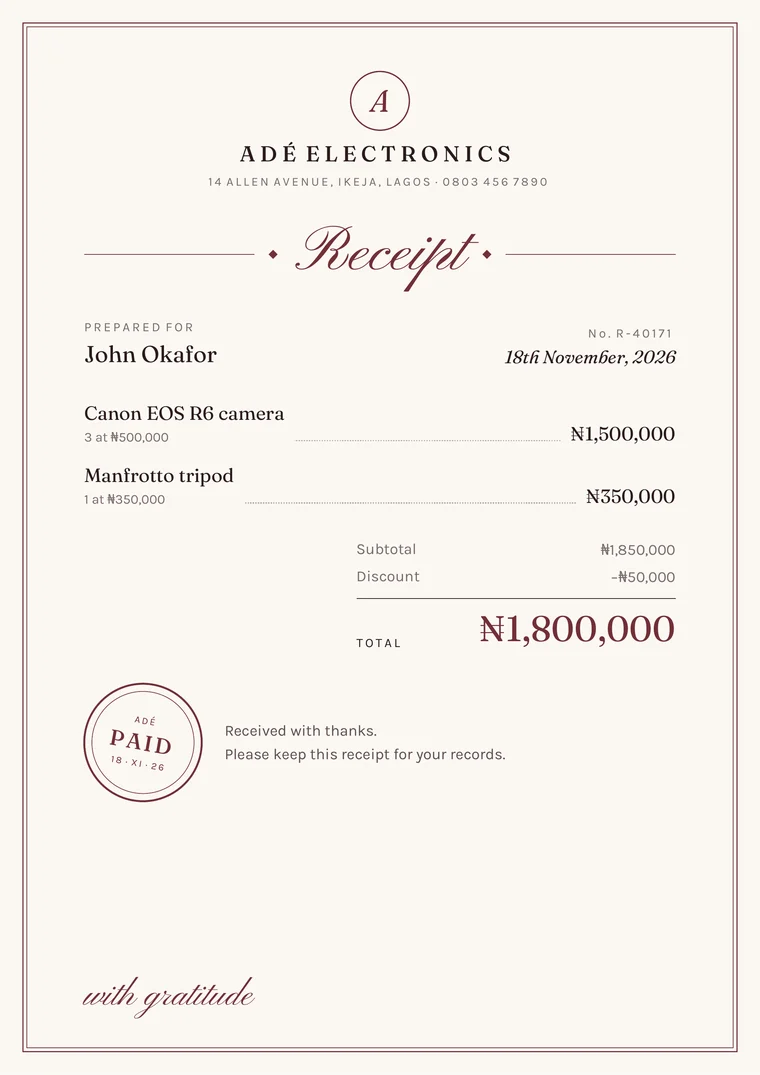 A
ADÉ ELECTRONICS
14 ALLEN AVENUE, IKEJA, LAGOS · 0803 456 7890
Receipt
PREPARED FOR
John Okafor
No. R-40171
18th November, 2026
Canon EOS R6 camera
3 at ₦500,000
₦1,500,000
Manfrotto tripod
1 at ₦350,000
₦350,000
Subtotal ₦1,850,000
Discount −₦50,000
TOTAL ₦1,800,000
ADÉ
PAID
18 · XI · 26
Received with thanks.
Please keep this receipt for your records.
with gratitude